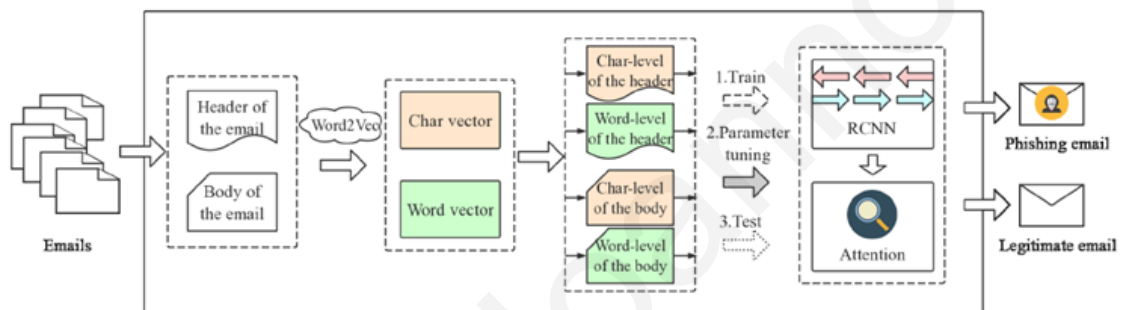 Emails
Header of
the email
Body of
the email
Word2Vec
Char vector
Word vector
Char-level
of the header
Word-level
of the header
Char-level
of the body
Word-level
of the body
1.Train
2.Parameter
tuning
3.Test
RCNN
Attention
Phishing email
Legitimate email